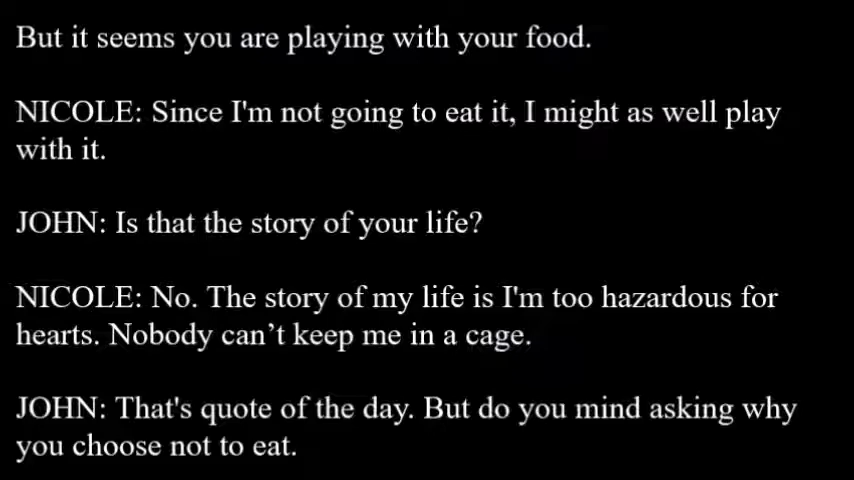 But it seems you are playing with your food.
NICOLE: Since I'm not going to eat it, I might as well play
with it.
JOHN: Is that the story of your life?
NICOLE: No. The story of my life is I'm too hazardous for
hearts. Nobody can’t keep me in a cage.
JOHN: That's quote of the day. But do you mind asking why
you choose not to eat.